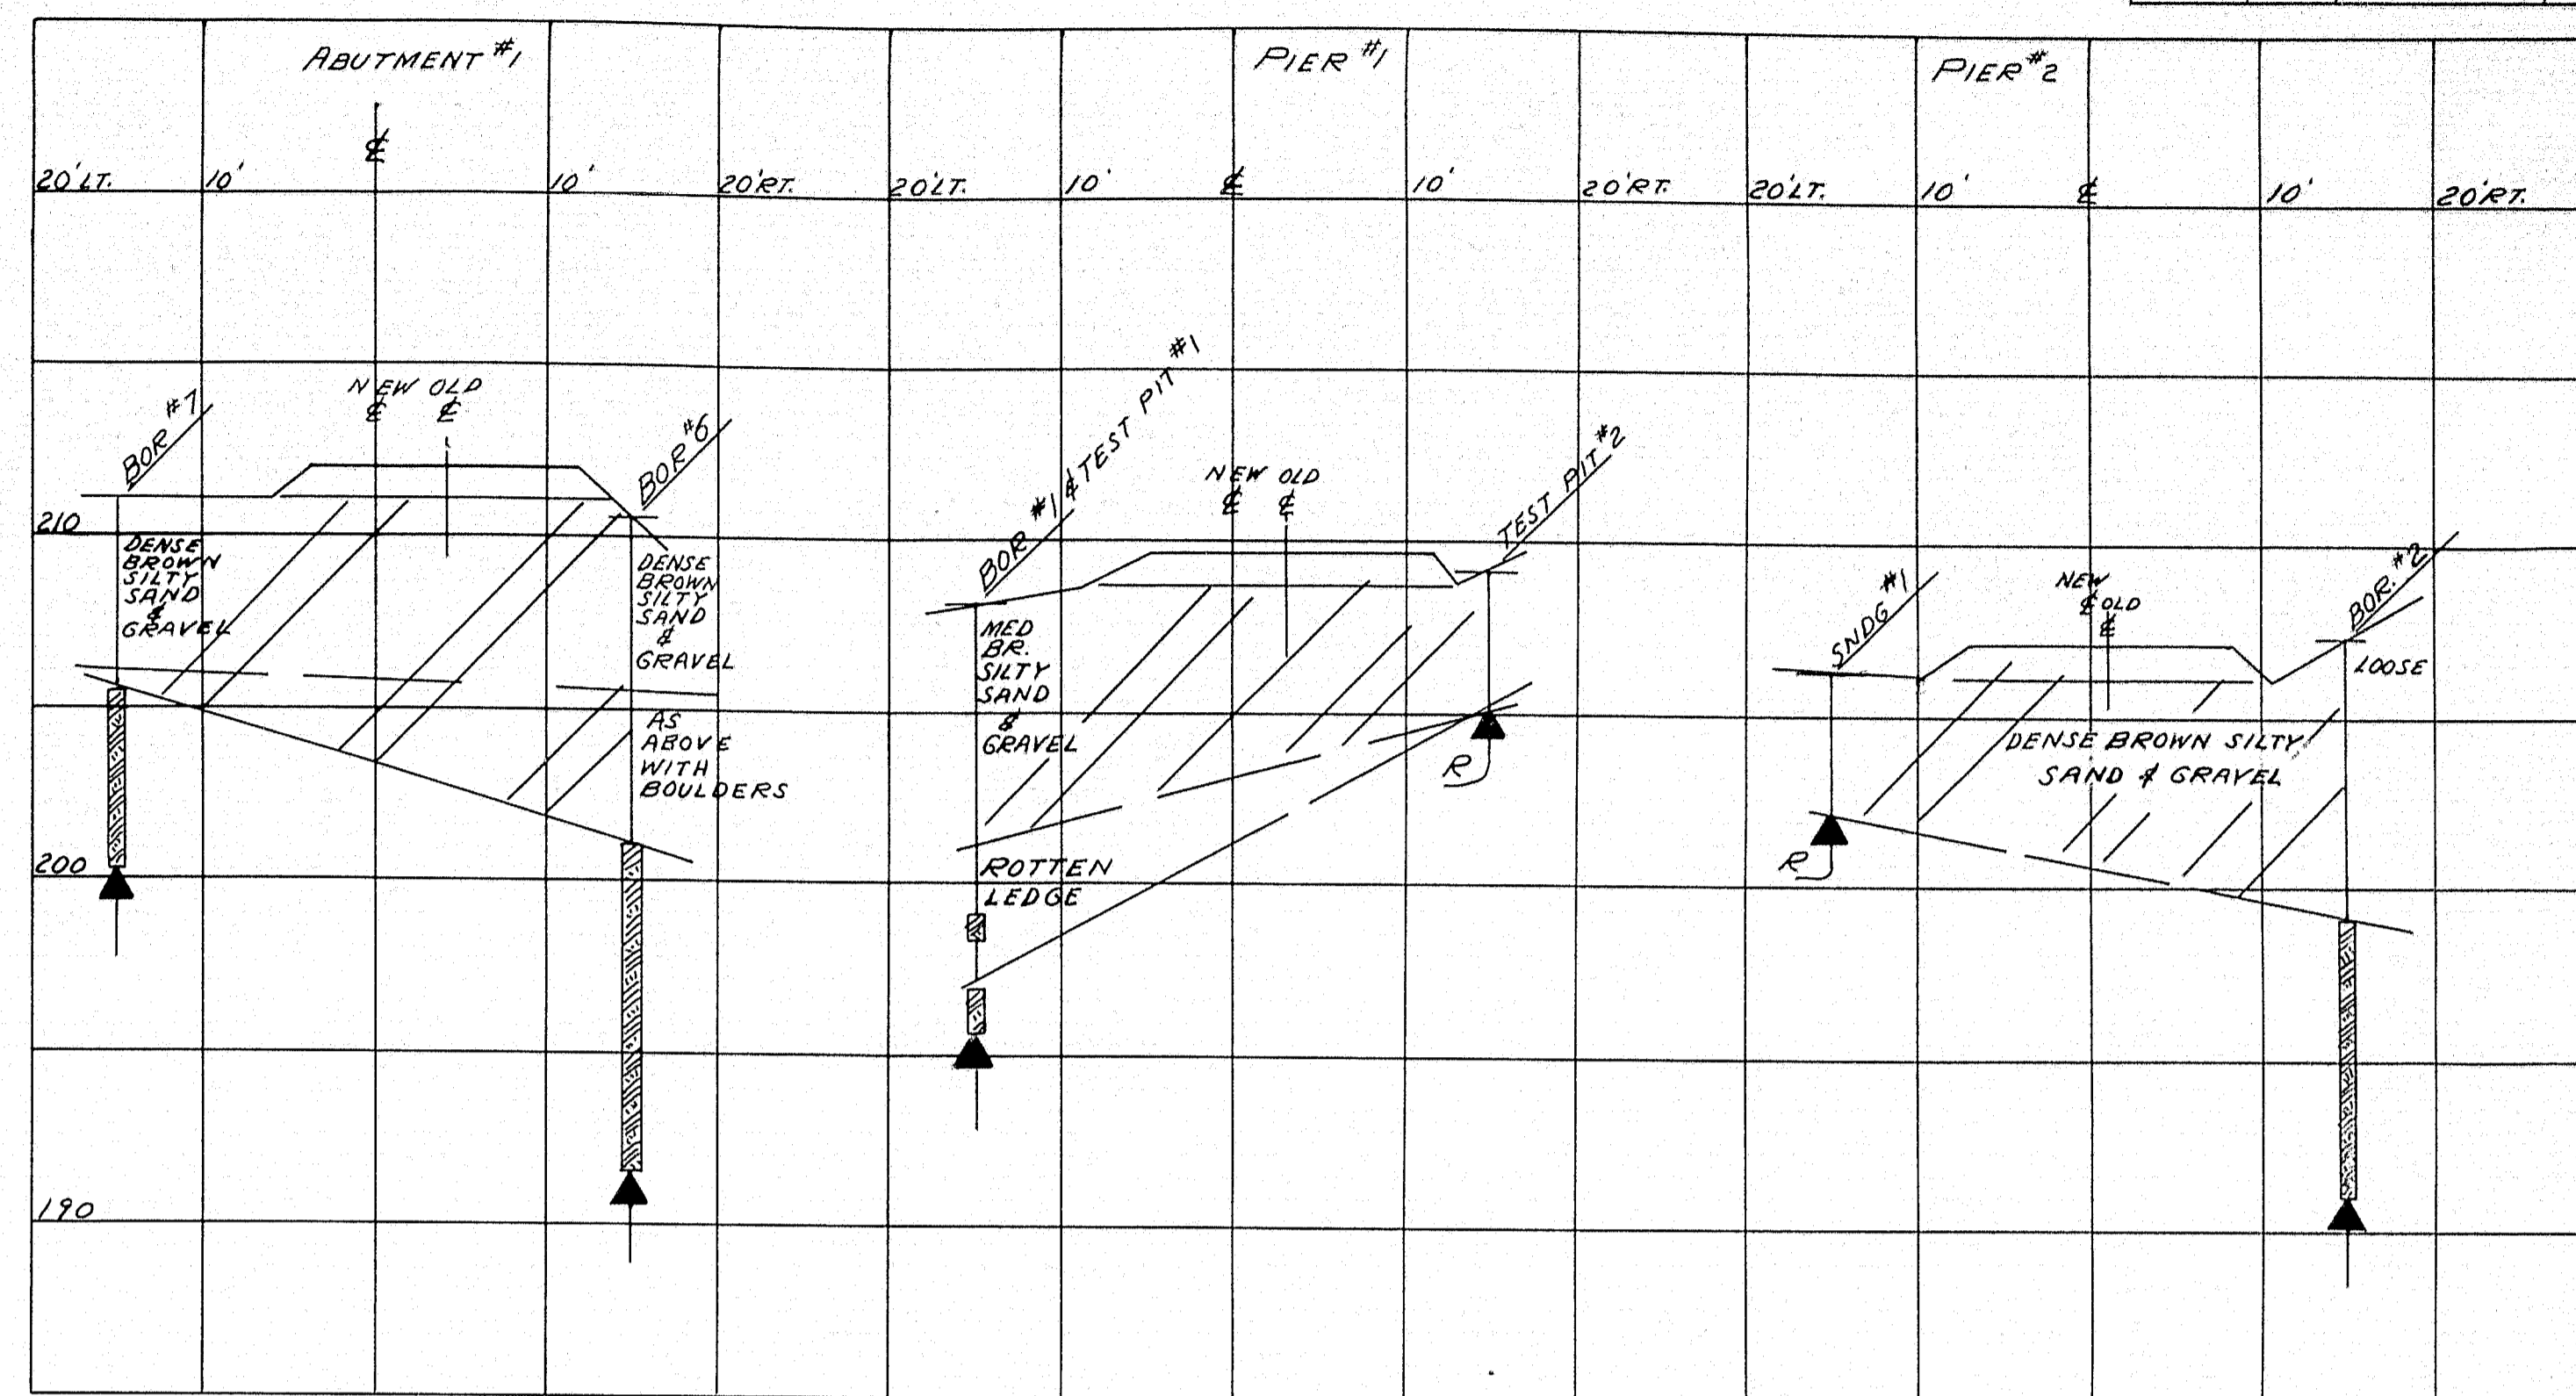 ABUTMENT #1
℄
20' LT.
10'
10'
20' RT.
NEW OLD
℄ ℄
BOR #7
BOR #6
210
DENSE
BROWN
SILTY
SAND
&
GRAVEL
DENSE
BROWN
SILTY
SAND
&
GRAVEL
AS
ABOVE
WITH
BOULDERS
200
190
PIER #1
20' LT.
10'
℄
10'
20' RT.
BOR #1 & TEST PIT #1
NEW OLD
℄ ℄
TEST PIT #2
MED
BR.
SILTY
SAND
&
GRAVEL
R
ROTTEN
LEDGE
PIER #2
20' LT.
10'
℄
10'
20' RT.
SNDG #1
NEW
℄ OLD
℄
BOR. #2
LOOSE
DENSE BROWN SILTY
SAND & GRAVEL
R